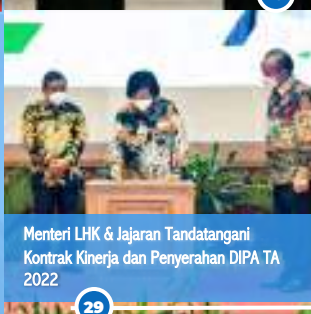 Menteri LHK & Jajaran Tandatangani
Kontrak Kinerja dan Penyerahan DIPA TA
2022
29